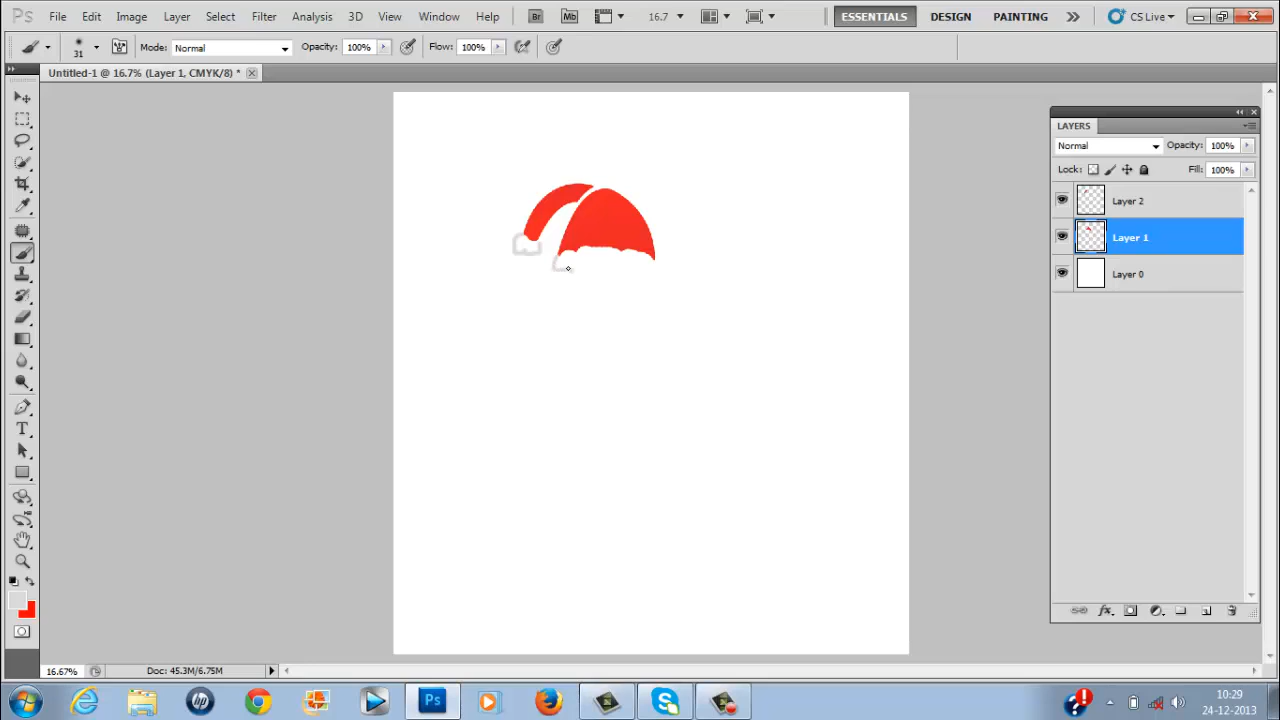 Ps File Edit Image Layer Select Filter Analysis 3D View Window Help Br Mb 16.7 ESSENTIALS DESIGN PAINTING CS Live
31 Mode: Normal Opacity: 100% Flow: 100%
Untitled-1 @ 16.7% (Layer 1, CMYK/8) *
LAYERS
Normal Opacity: 100%
Lock: Fill: 100%
Layer 2
Layer 1
Layer 0
T
fx
16.67% Doc: 45.3M/6.75M
hp Ps
10:29
24-12-2013